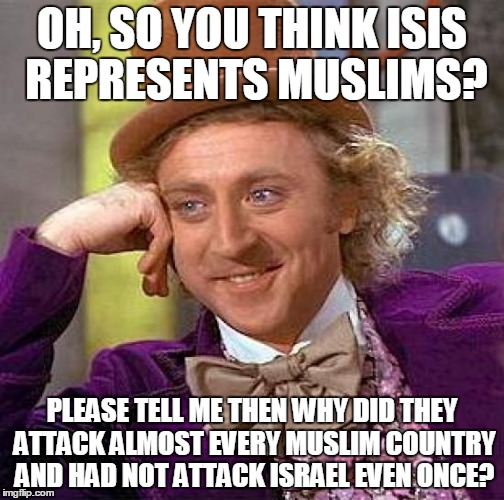 OH, SO YOU THINK ISIS
REPRESENTS MUSLIMS?
PLEASE TELL ME THEN WHY DID THEY
ATTACK ALMOST EVERY MUSLIM COUNTRY
AND HAD NOT ATTACK ISRAEL EVEN ONCE?
imgflip.com